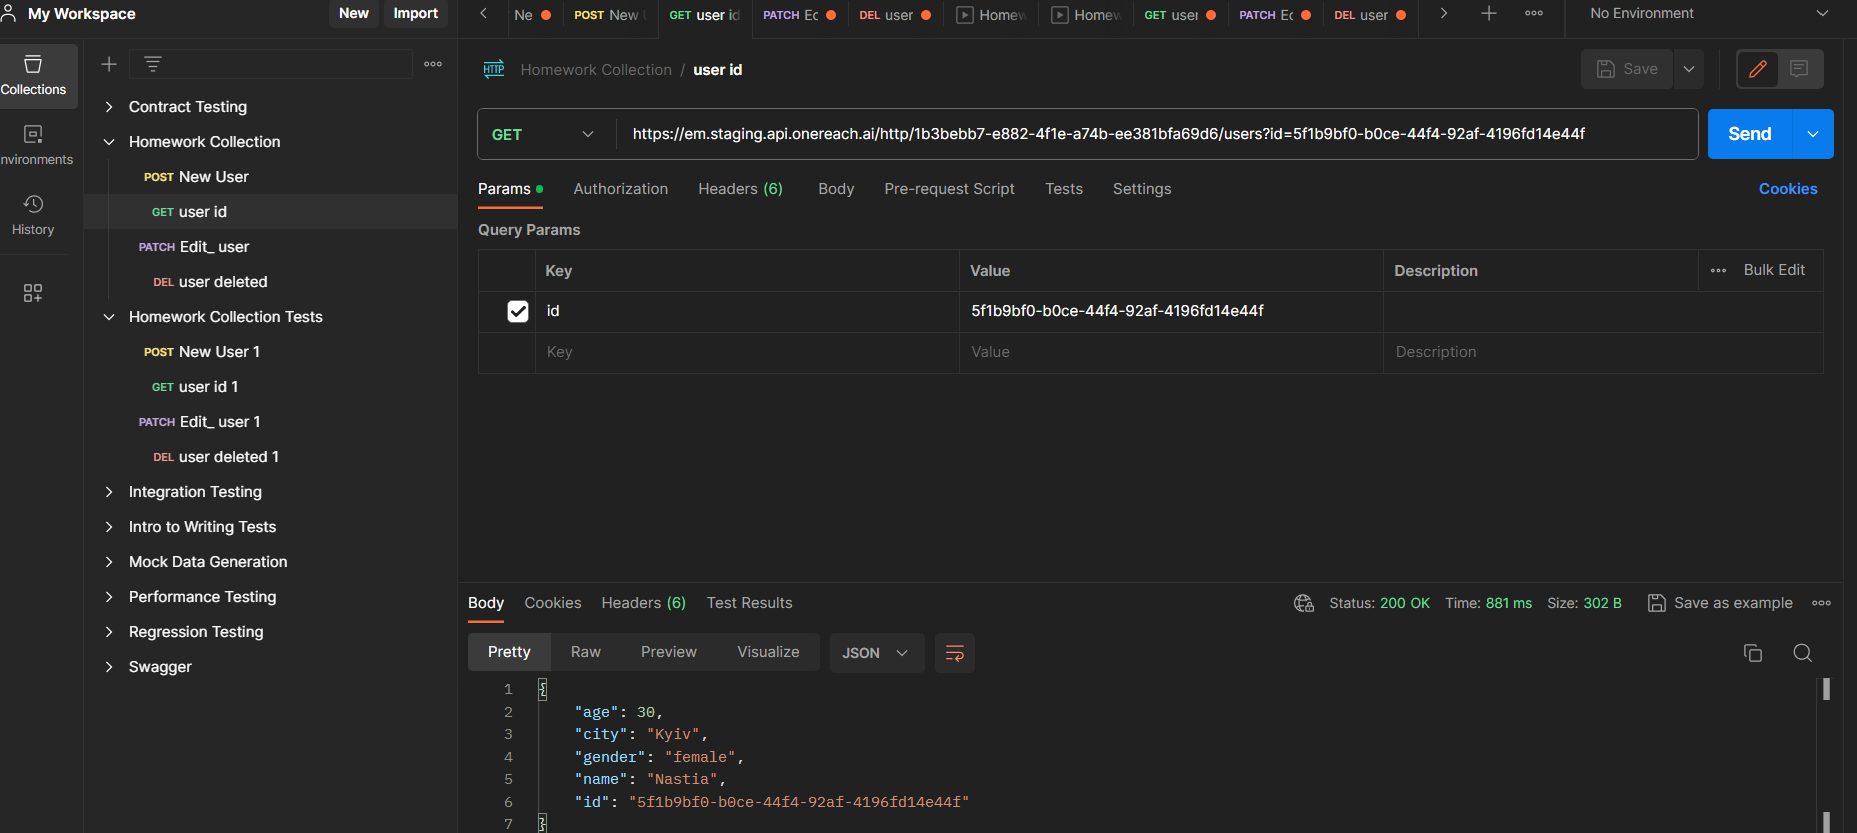 My Workspace
New
Import
Collections
nvironments
History
Contract Testing
Homework Collection
POST New User
GET user id
PATCH Edit_ user
DEL user deleted
Homework Collection Tests
POST New User 1
GET user id 1
PATCH Edit_ user 1
DEL user deleted 1
Integration Testing
Intro to Writing Tests
Mock Data Generation
Performance Testing
Regression Testing
Swagger
Ne
POST New
GET user id
PATCH
DEL user
Homew
Homew
GET user
PATCH
DEL user
No Environment
HTTP Homework Collection / user id
Save
GET https://em.staging.api.onereach.ai/http/1b3bebb7-e882-4f1e-a74b-ee381bfa69d6/users?id=5f1b9bf0-b0ce-44f4-92af-4196fd14e44f
Send
Params Authorization Headers (6) Body Pre-request Script Tests Settings Cookies
Query Params
Key Value Description Bulk Edit
id 5f1b9bf0-b0ce-44f4-92af-4196fd14e44f
Key Value Description
Body Cookies Headers (6) Test Results
Status: 200 OK Time: 881 ms Size: 302 B Save as example
Pretty Raw Preview Visualize JSON
1 {
2 "age": 30,
3 "city": "Kyiv",
4 "gender": "female",
5 "name": "Nastia",
6 "id": "5f1b9bf0-b0ce-44f4-92af-4196fd14e44f"
7 }